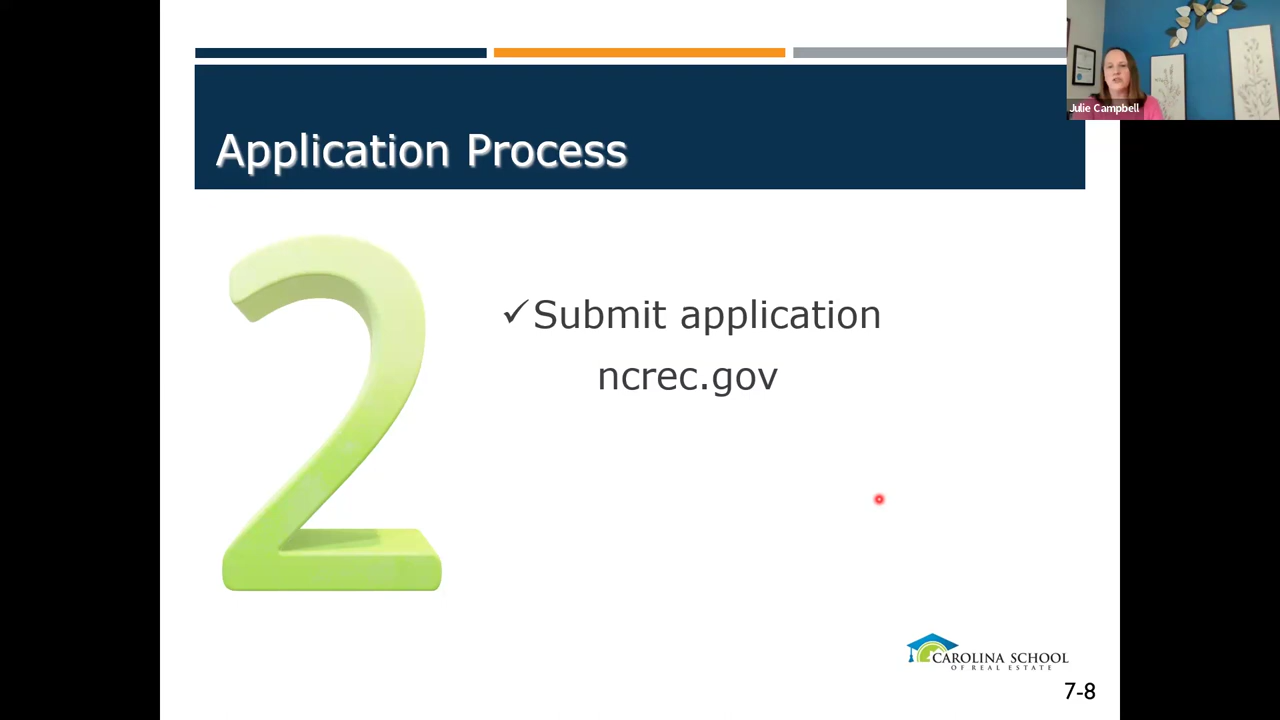 Julie Campbell
Application Process
2
✓Submit application
ncrec.gov
CAROLINA SCHOOL
OF REAL ESTATE
7-8